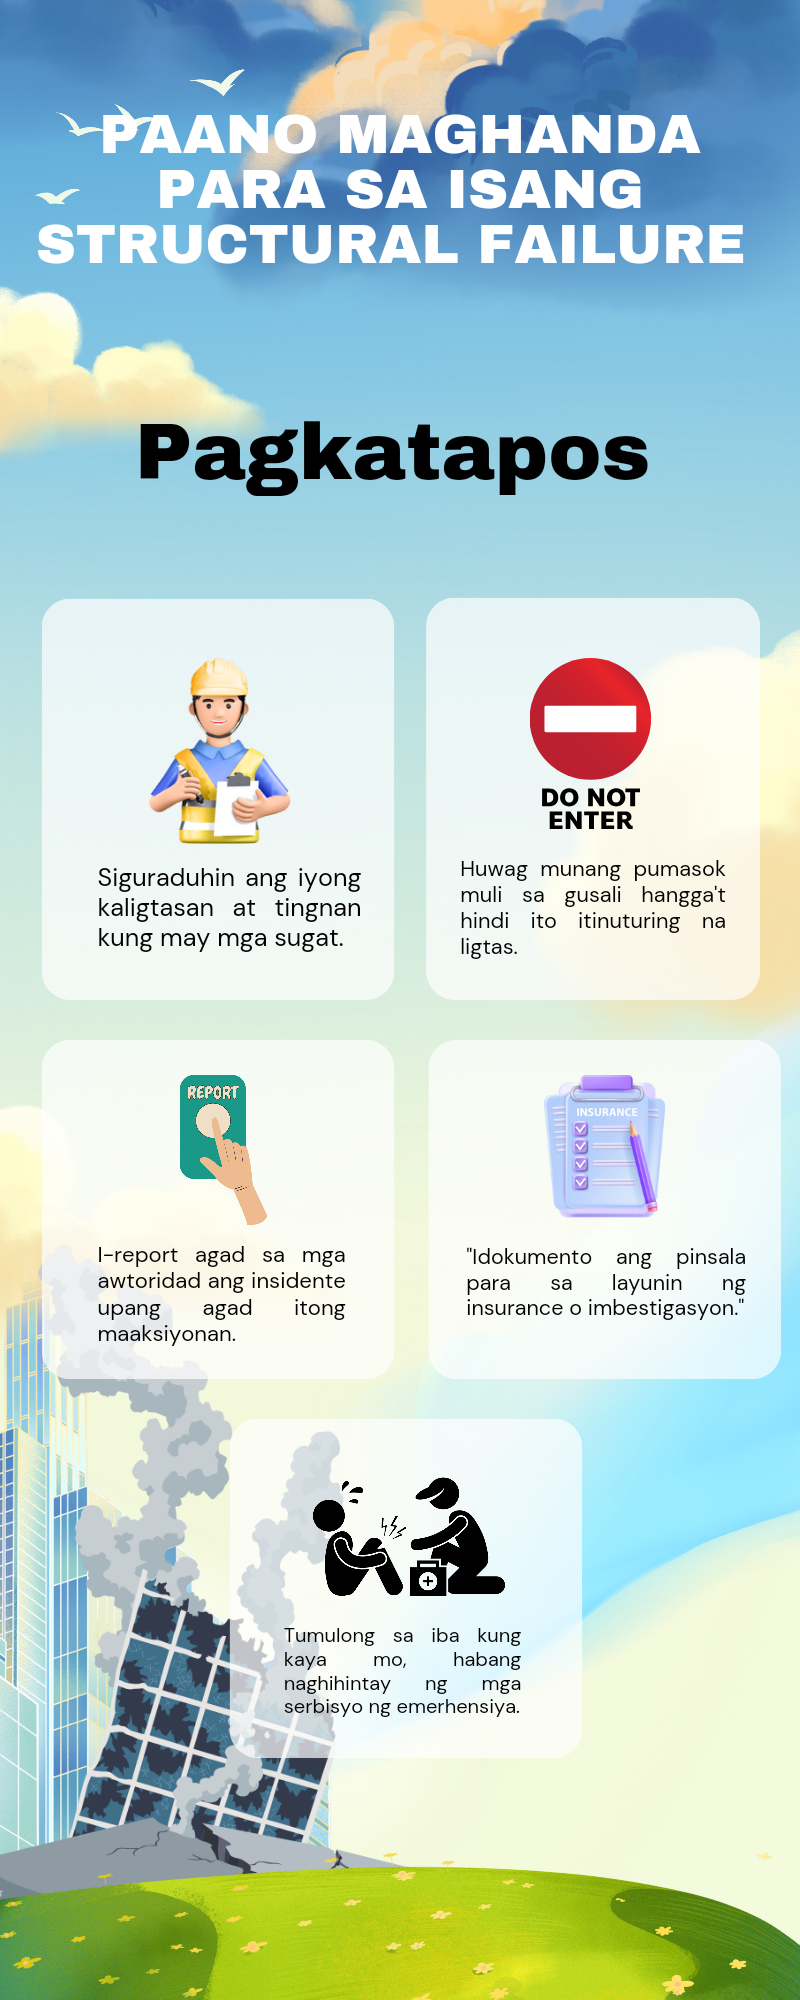 PAANO MAGHANDA
PARA SA ISANG
STRUCTURAL FAILURE
Pagkatapos
Siguraduhin ang iyong
kaligtasan at tingnan
kung may mga sugat.
DO NOT
ENTER
Huwag munang pumasok
muli sa gusali hangga't
hindi ito itinuturing na
ligtas.
REPORT
I-report agad sa mga
awtoridad ang insidente
upang agad itong
maaksiyonan.
INSURANCE
"Idokumento ang pinsala
para sa layunin ng
insurance o imbestigasyon."
Tumulong sa iba kung
kaya mo, habang
naghihintay ng mga
serbisyo ng emerhensiya.